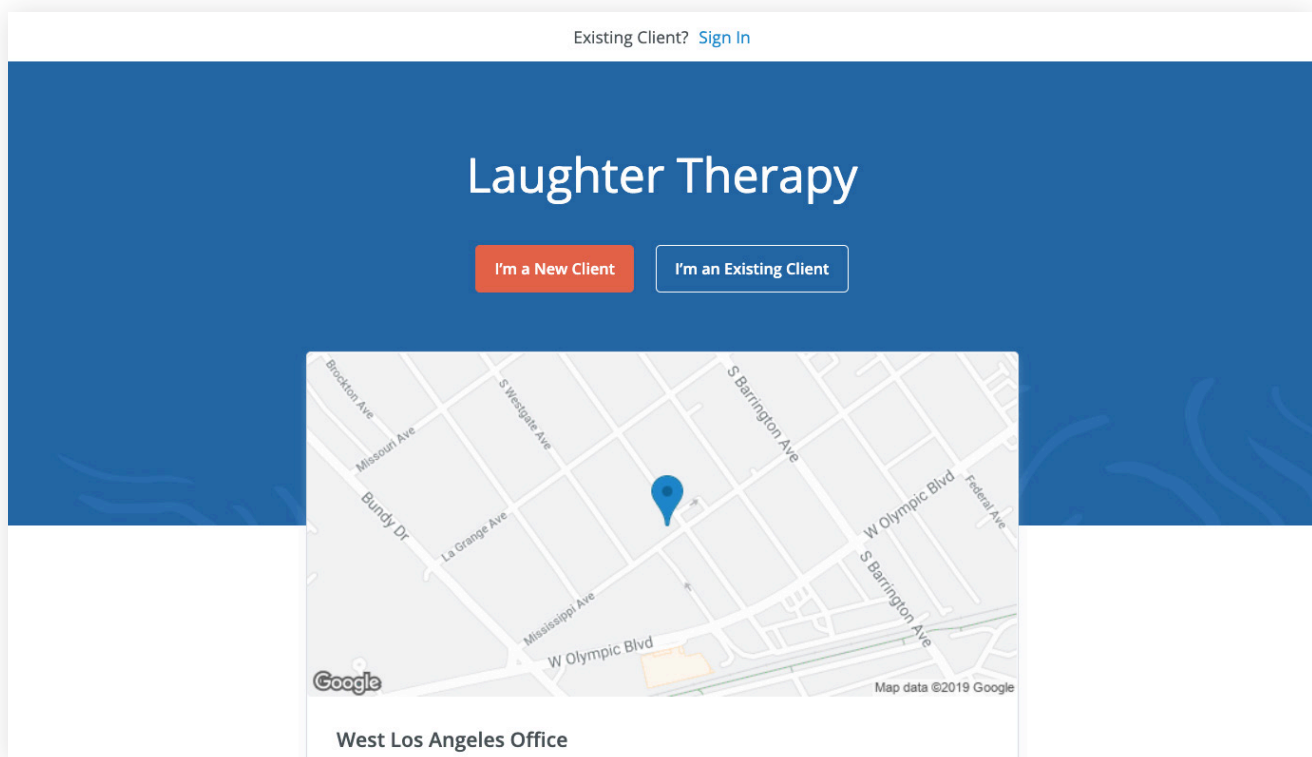 Existing Client? Sign In
Laughter Therapy
I'm a New Client
I'm an Existing Client
Brockton Ave
S Westgate Ave
S Barrington Ave
Missouri Ave
Bundy Dr
La Grange Ave
W Olympic Blvd
Federal Ave
S Barrington Ave
Mississippi Ave
W Olympic Blvd
Google
Map data ©2019 Google
West Los Angeles Office